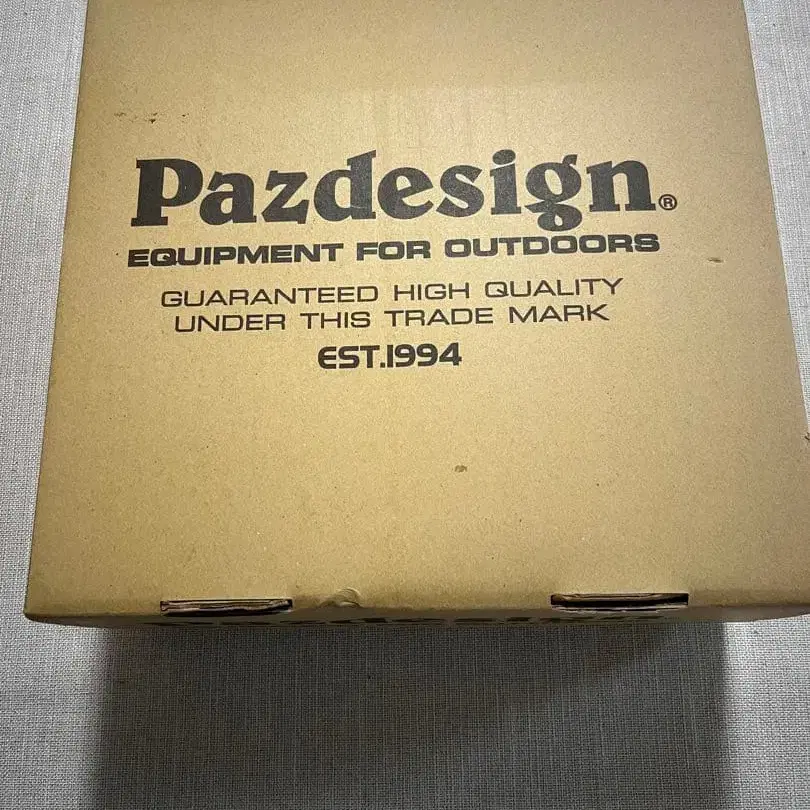 Pazdesign®
EQUIPMENT FOR OUTDOORS
GUARANTEED HIGH QUALITY
UNDER THIS TRADE MARK
EST.1994